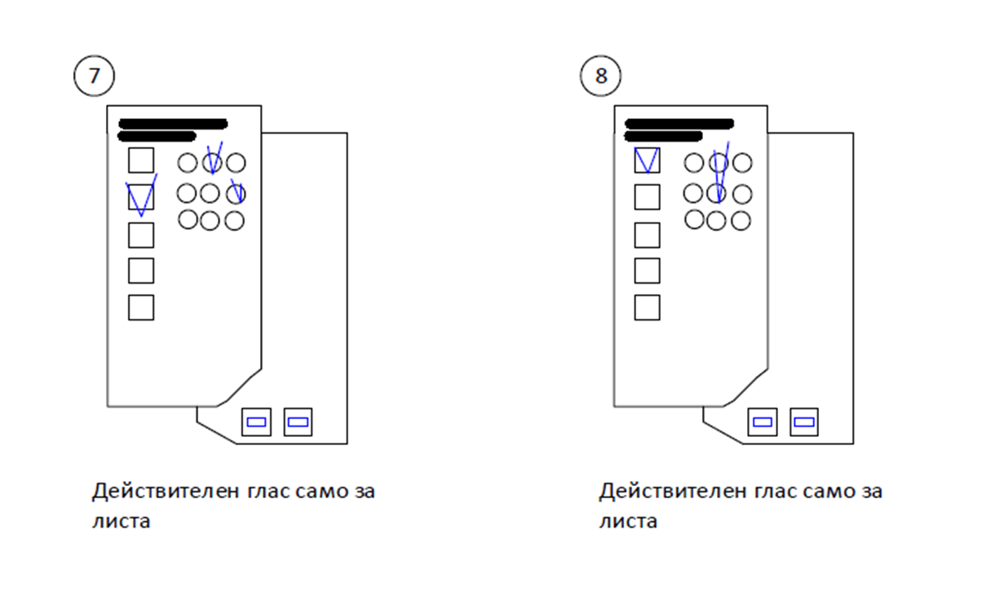 7
8
Действителен глас само за
листа
Действителен глас само за
листа